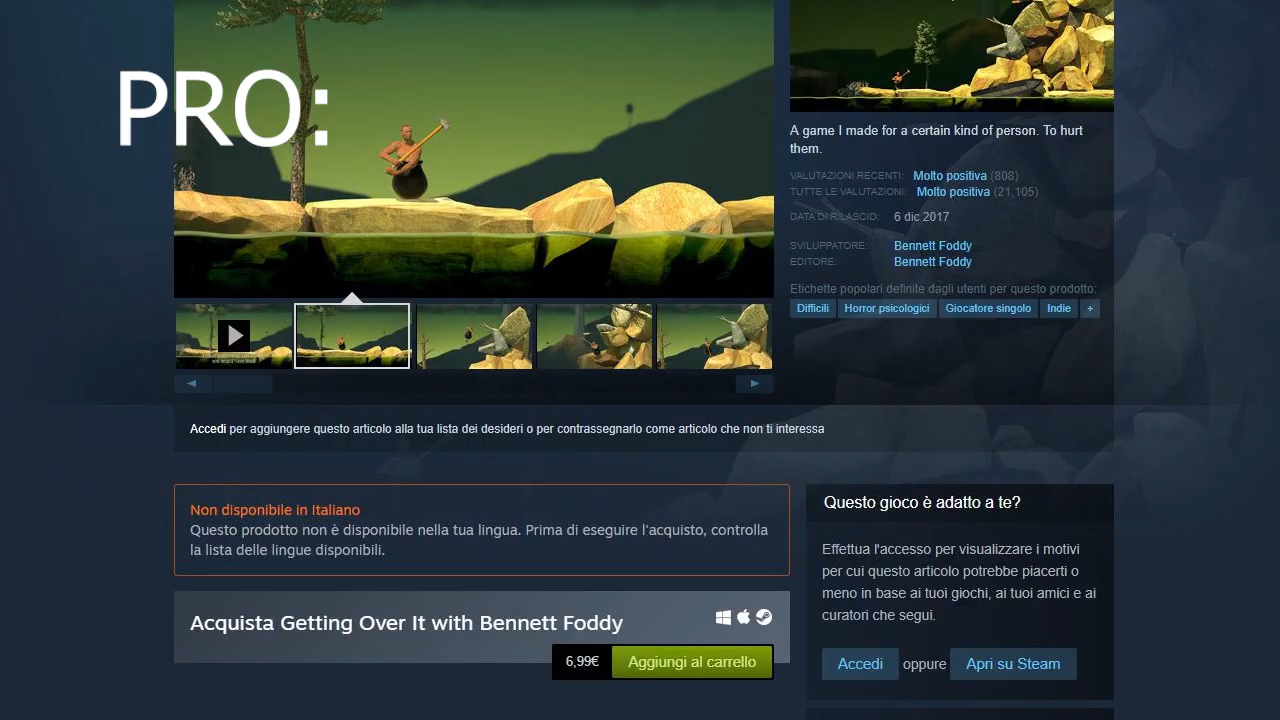 PRO:
A game I made for a certain kind of person. To hurt
them.
VALUTAZIONI RECENTI: Molto positiva (808)
TUTTE LE VALUTAZIONI: Molto positiva (21,105)
DATA DI RILASCIO: 6 dic 2017
SVILUPPATORE: Bennett Foddy
EDITORE: Bennett Foddy
Etichette popolari definite dagli utenti per questo prodotto:
Difficili Horror psicologici Giocatore singolo Indie +
Accedi per aggiungere questo articolo alla tua lista dei desideri o per contrassegnarlo come articolo che non ti interessa
Non disponibile in Italiano
Questo prodotto non è disponibile nella tua lingua. Prima di eseguire l'acquisto, controlla
la lista delle lingue disponibili.
Acquista Getting Over It with Bennett Foddy
6,99€ Aggiungi al carrello
Questo gioco è adatto a te?
Effettua l'accesso per visualizzare i motivi
per cui questo articolo potrebbe piacerti o
meno in base ai tuoi giochi, ai tuoi amici e ai
curatori che segui.
Accedi oppure Apri su Steam